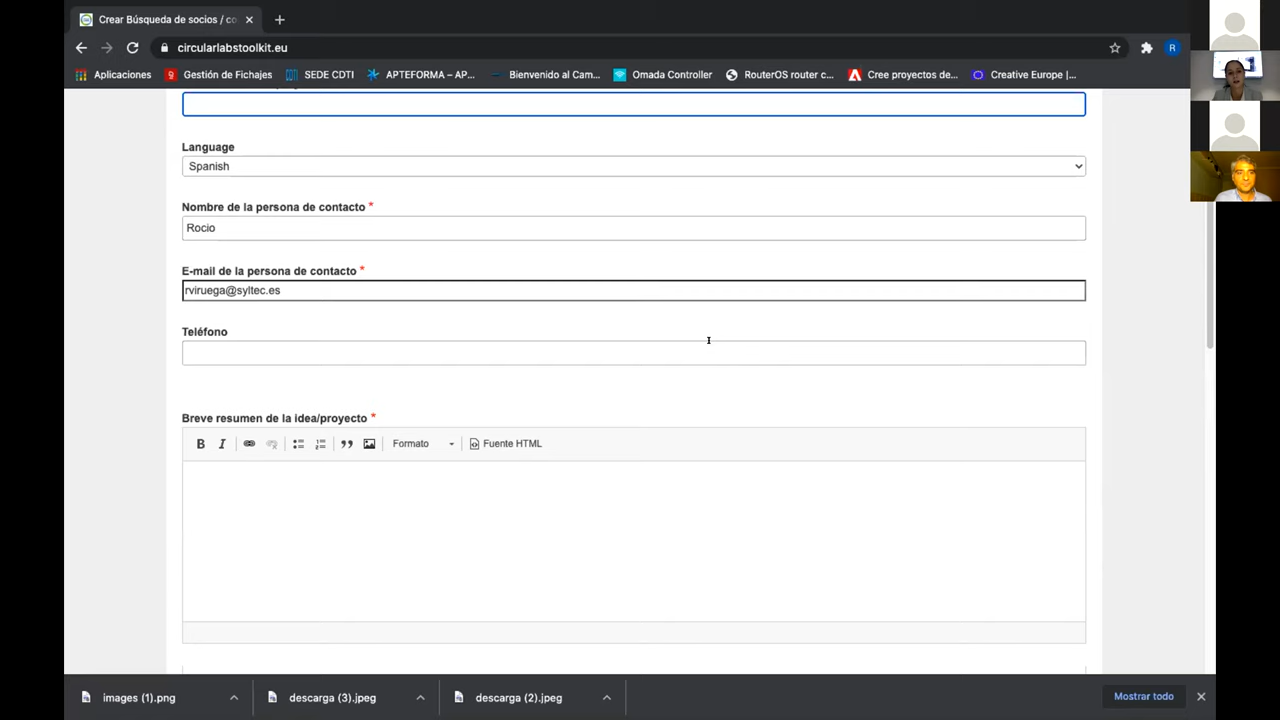 Crear Búsqueda de socios / co
circularlabstoolkit.eu
R
Aplicaciones
Gestión de Fichajes
SEDE CDTI
APTEFORMA – AP...
Bienvenido al Cam...
Omada Controller
RouterOS router c...
Cree proyectos de...
Creative Europe |...
Language
Spanish
Nombre de la persona de contacto *
Rocio
E-mail de la persona de contacto *
rviruega@syltec.es
Teléfono
Breve resumen de la idea/proyecto *
B I Formato Fuente HTML
images (1).png
descarga (3).jpeg
descarga (2).jpeg
Mostrar todo